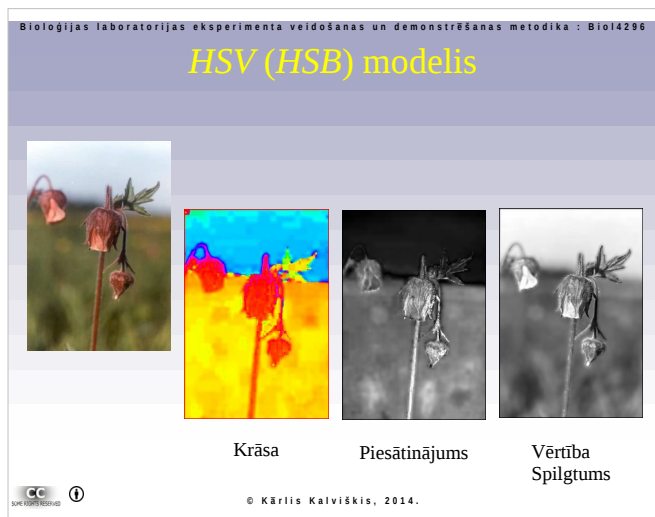 Bioloģijas laboratorijas eksperimenta veidošanas un demonstrēšanas metodika : Biol4296
HSV (HSB) modelis
Krāsa
Piesātinājums
Vērtība
Spilgtums
CC
SOME RIGHTS RESERVED
© Kārlis Kalviškis, 2014.